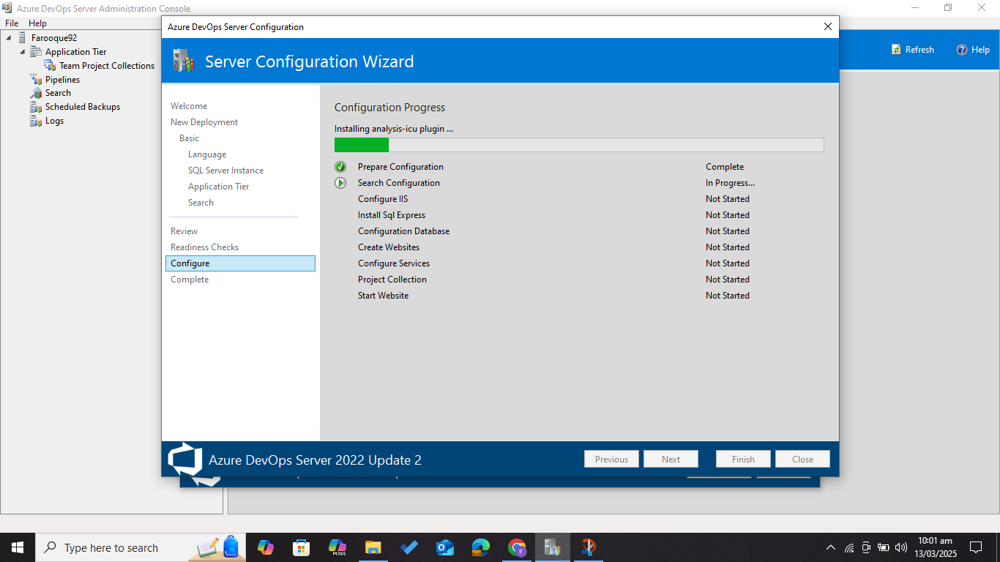 Azure DevOps Server Administration Console
File Help
Farooque92
Application Tier
Team Project Collections
Pipelines
Search
Scheduled Backups
Logs
Refresh Help
Azure DevOps Server Configuration
Server Configuration Wizard
Welcome
New Deployment
Basic
Language
SQL Server Instance
Application Tier
Search
Review
Readiness Checks
Configure
Complete
Configuration Progress
Installing analysis-icu plugin ...
Prepare Configuration Complete
Search Configuration In Progress...
Configure IIS Not Started
Install Sql Express Not Started
Configuration Database Not Started
Create Websites Not Started
Configure Services Not Started
Project Collection Not Started
Start Website Not Started
Azure DevOps Server 2022 Update 2
Previous Next Finish Close
Type here to search
M365
F
10:01 am
13/03/2025